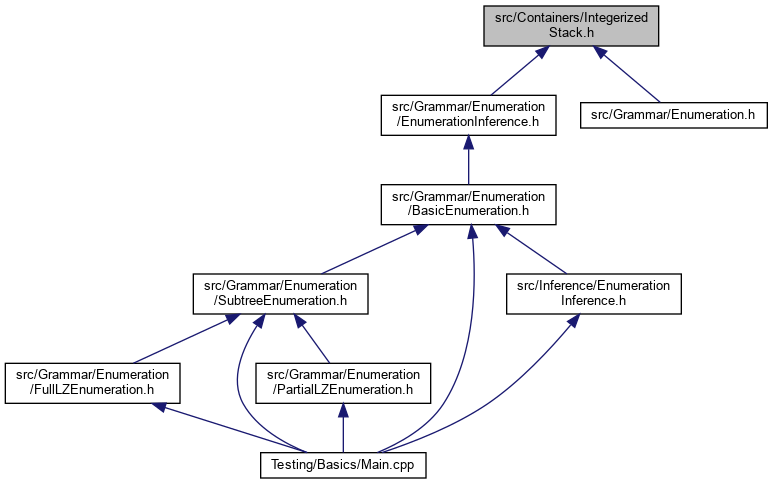 src/Containers/Integerized
Stack.h
src/Grammar/Enumeration
/EnumerationInference.h
src/Grammar/Enumeration.h
src/Grammar/Enumeration
/BasicEnumeration.h
src/Grammar/Enumeration
/SubtreeEnumeration.h
src/Inference/Enumeration
Inference.h
src/Grammar/Enumeration
/FullLZEnumeration.h
src/Grammar/Enumeration
/PartialLZEnumeration.h
Testing/Basics/Main.cpp